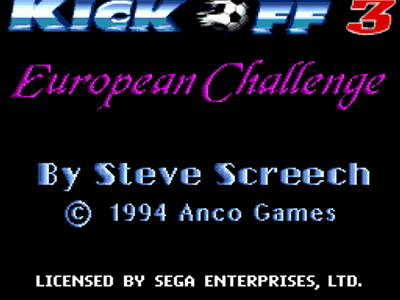 KICK OFF 3
European Challenge
By Steve Screech
© 1994 Anco Games
LICENSED BY SEGA ENTERPRISES, LTD.